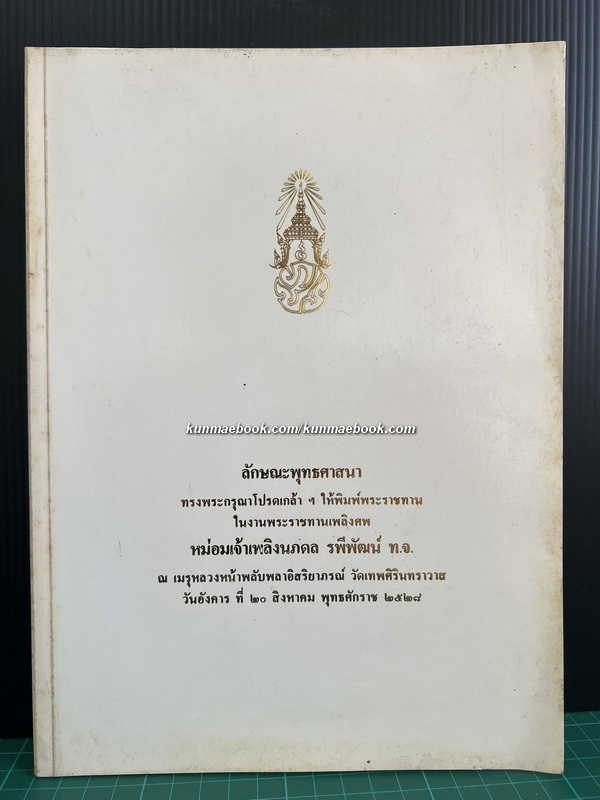 kunmaebook.com/kunmaebook.com
ลักษณะพุทธศาสนา
ทรงพระกรุณาโปรดเกล้า ฯ ให้พิมพ์พระราชทาน
ในงานพระราชทานเพลิงศพ
หม่อมเจ้าเพลิงนภดล รพีพัฒน์ ท.จ.
ณ เมรุหลวงหน้าพลับพลาอิสริยาภรณ์ วัดเทพศิรินทราวาส
วันอังคาร ที่ ๒๐ สิงหาคม พุทธศักราช ๒๕๒๘